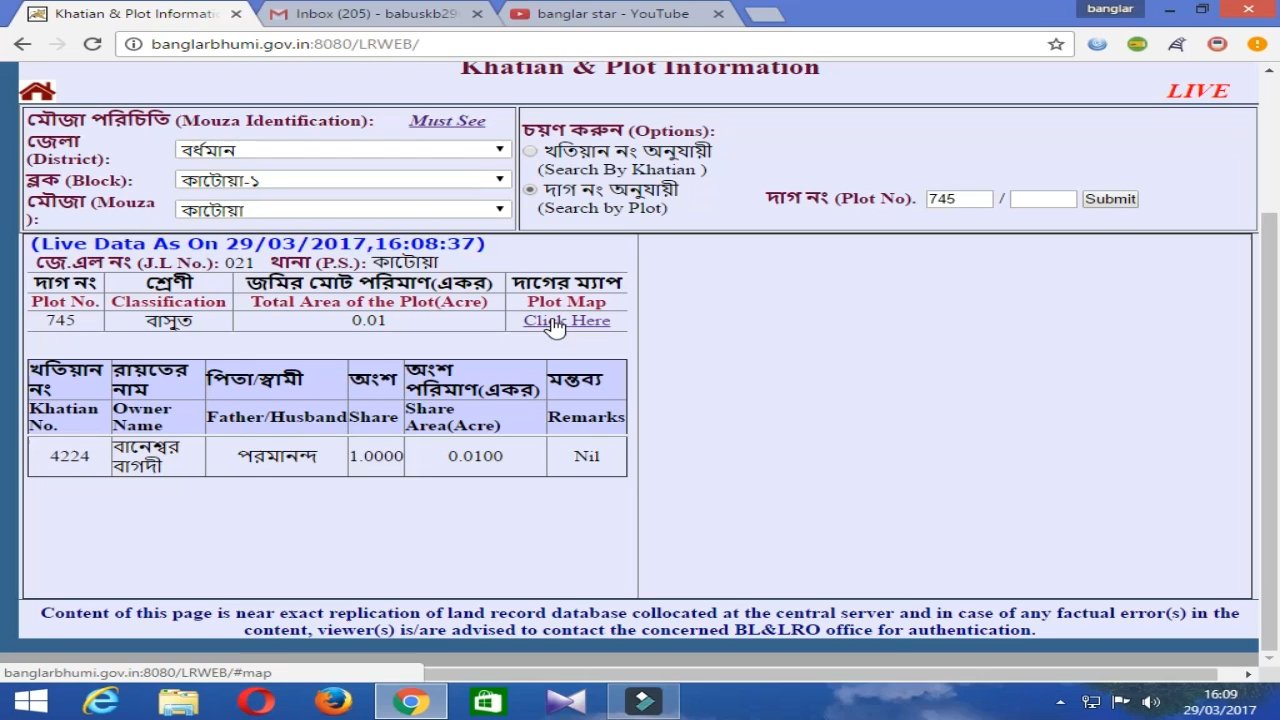 Khatian & Plot Informati
Inbox (205) - babuskb29
banglar star - YouTube
banglar
banglarbhumi.gov.in:8080/LRWEB/
Khatian & Plot Information
LIVE
মৌজা পরিচিতি (Mouza Identification): Must See
জেলা
(District):
বর্ধমান
ব্লক (Block):
কাটোয়া-১
মৌজা (Mouza
):
কাটোয়া
চয়ণ করুন (Options):
খতিয়ান নং অনুযায়ী
(Search By Khatian )
দাগ নং অনুযায়ী
(Search by Plot)
দাগ নং (Plot No). 745 / Submit
(Live Data As On 29/03/2017,16:08:37)
জে.এল নং (J.L No.): 021 থানা (P.S.): কাটোয়া
দাগ নং শ্রেণী জমির মোট পরিমাণ(একর) দাগের ম্যাপ
Plot No. Classification Total Area of the Plot(Acre) Plot Map
745 বাস্তুত 0.01 Click Here
খতিয়ান নং
রায়তের নাম
পিতা/স্বামী
অংশ
অংশ পরিমাণ(একর)
মন্তব্য
Khatian No.
Owner Name
Father/Husband
Share
Share Area(Acre)
Remarks
4224
বানেশ্বর বাগদী
পরমানন্দ
1.0000
0.0100
Nil
Content of this page is near exact replication of land record database collocated at the central server and in case of any factual error(s) in the
content, viewer(s) is/are advised to contact the concerned BL&LRO office for authentication.
banglarbhumi.gov.in:8080/LRWEB/#map
16:09
29/03/2017